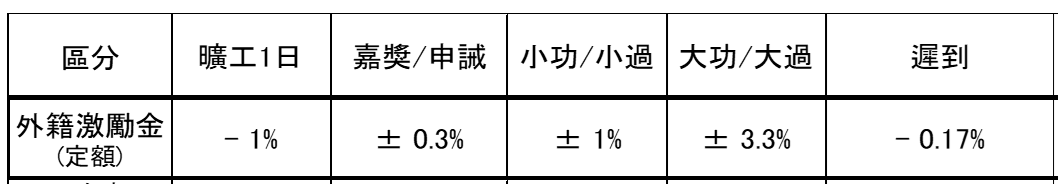 區分 曠工1日 嘉獎/申誡 小功/小過 大功/大過 遲到
外籍激勵金 - 1% ± 0.3% ± 1% ± 3.3% - 0.17%
(定額)